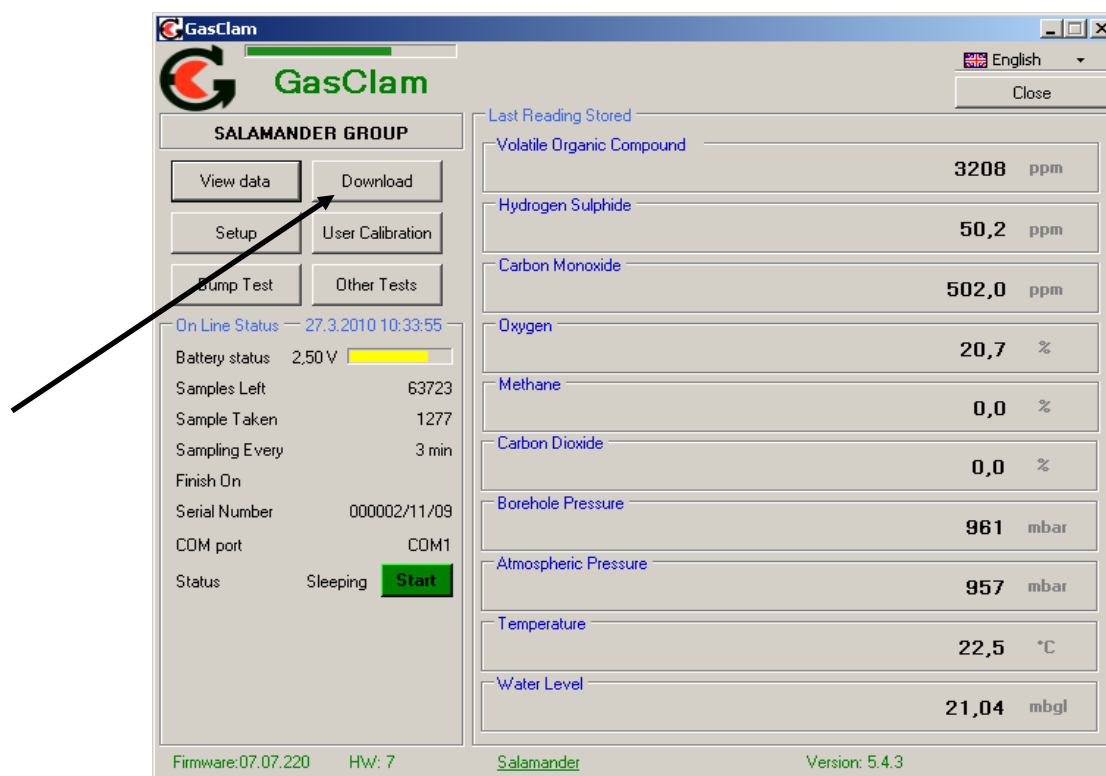 GasClam
English
GasClam
Close
SALAMANDER GROUP
View data
Download
Setup
User Calibration
Bump Test
Other Tests
On Line Status 27.3.2010 10:33:55
Battery status 2,50 V
Samples Left 63723
Sample Taken 1277
Sampling Every 3 min
Finish On
Serial Number 000002/11/09
COM port COM1
Status Sleeping Start
Last Reading Stored
Volatile Organic Compound
3208 ppm
Hydrogen Sulphide
50,2 ppm
Carbon Monoxide
502,0 ppm
Oxygen
20,7 %
Methane
0,0 %
Carbon Dioxide
0,0 %
Borehole Pressure
961 mbar
Atmospheric Pressure
957 mbar
Temperature
22,5 °C
Water Level
21,04 mbgl
Firmware:07.07.220 HW: 7 Salamander Version: 5.4.3